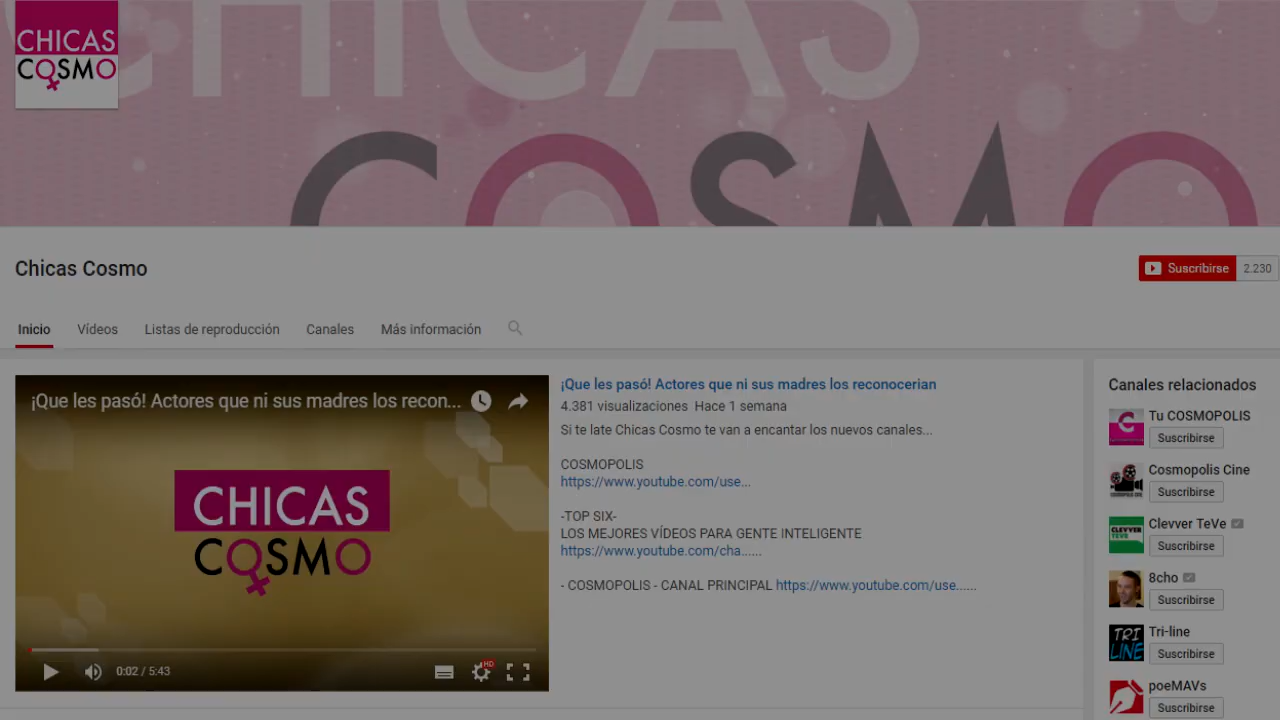 CHICAS
COSMO
CHICAS
COSMO
Chicas Cosmo
Suscribirse 2.230
Inicio Vídeos Listas de reproducción Canales Más información
¡Que les pasó! Actores que ni sus madres los recon...
CHICAS
COSMO
0:02 / 5:43
HD
¡Que les pasó! Actores que ni sus madres los reconocerian
4.381 visualizaciones Hace 1 semana
Si te late Chicas Cosmo te van a encantar los nuevos canales...
COSMOPOLIS
https://www.youtube.com/use...
-TOP SIX-
LOS MEJORES VÍDEOS PARA GENTE INTELIGENTE
https://www.youtube.com/cha......
- COSMOPOLIS - CANAL PRINCIPAL https://www.youtube.com/use......
Canales relacionados
Tu COSMOPOLIS
Suscribirse
Cosmopolis Cine
Suscribirse
CLEVVER
TEVE
Clevver TeVe
Suscribirse
8cho
Suscribirse
TRI
LINE
Tri-line
Suscribirse
poeMAVs
Suscribirse